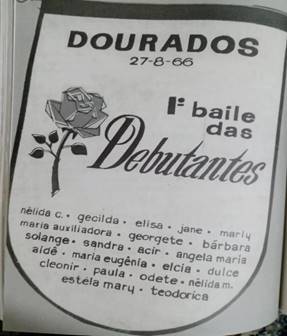 DOURADOS
27-8-66
1º baile
das
Debutantes
nélida c. • gecilda • elisa • jane • marly
maria auxiliadora • georgete • bárbara
solange • sandra • acir • angela maria
aidê • maria eugênia • elcia • dulce
cleonir • paula • odete • nélida m.
estela mary • teodorica